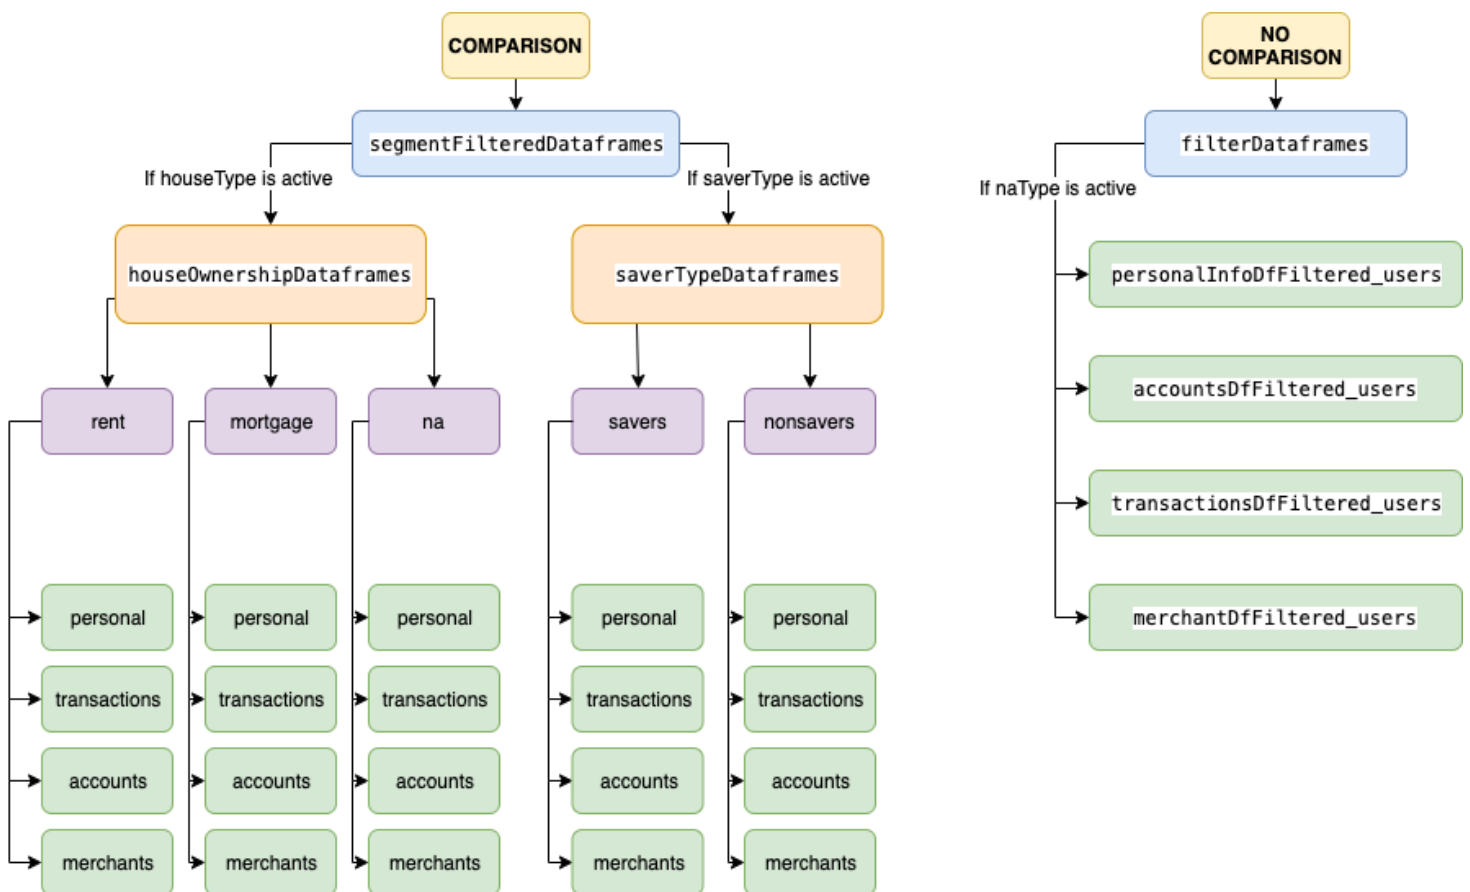 COMPARISON
segmentFilteredDataframes
If houseType is active
If saverType is active
houseOwnershipDataframes
saverTypeDataframes
rent
mortgage
na
savers
nonsavers
personal
personal
personal
personal
personal
transactions
transactions
transactions
transactions
transactions
accounts
accounts
accounts
accounts
accounts
merchants
merchants
merchants
merchants
merchants
NO
COMPARISON
filterDataframes
If naType is active
personalInfoDfFiltered_users
accountsDfFiltered_users
transactionsDfFiltered_users
merchantDfFiltered_users